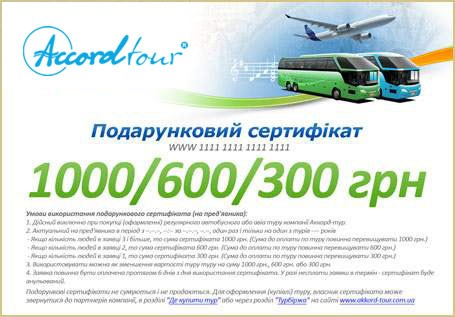 Accord tour®
Подарунковий сертифікат
WWW 1111 1111 1111 1111
1000/600/300 грн
Умови використання подарункового сертифіката (на пред'явника):
1. Дійсний виключно при покупці (оформленні) регулярного автобусного або авіа туру компанії Аккорд-тур.
2. Актуальний на пред'явника в період з –.–.–, –:– за –.–.–, –.–, один раз і тільки на один з турів --- років
- Якщо кількість людей в заявці 3 і більше, то сума сертифіката 1000 грн. (Сума до оплати по туру повинна перевищувати 1000 грн.)
- Якщо кількість людей в заявці 2, то сума сертифіката 600 грн. (Сума до оплати по туру повинна перевищувати 600 грн.)
- Якщо кількість людей в заявці 1, то сума сертифіката 300 грн. (Сума до оплати по туру повинна перевищувати 300 грн.)
3. Використовувати можна як зменшення вартості туру туру на суму 1000 грн., 600 грн. або 300 грн
4. Заявка повинна бути оплачена протягом 6 днів з дня використання сертифіката. У разі несплати заявки в термін - сертифікат буде
анульований.
Подарункові сертифікати не сумуються і не продаються. Для оформлення (купівлі) туру, власник сертифіката може
звернутися до партнерів компанії, в розділі "Де купити тур" або через розділ "Турбіржа" на сайті www.akkord-tour.com.ua